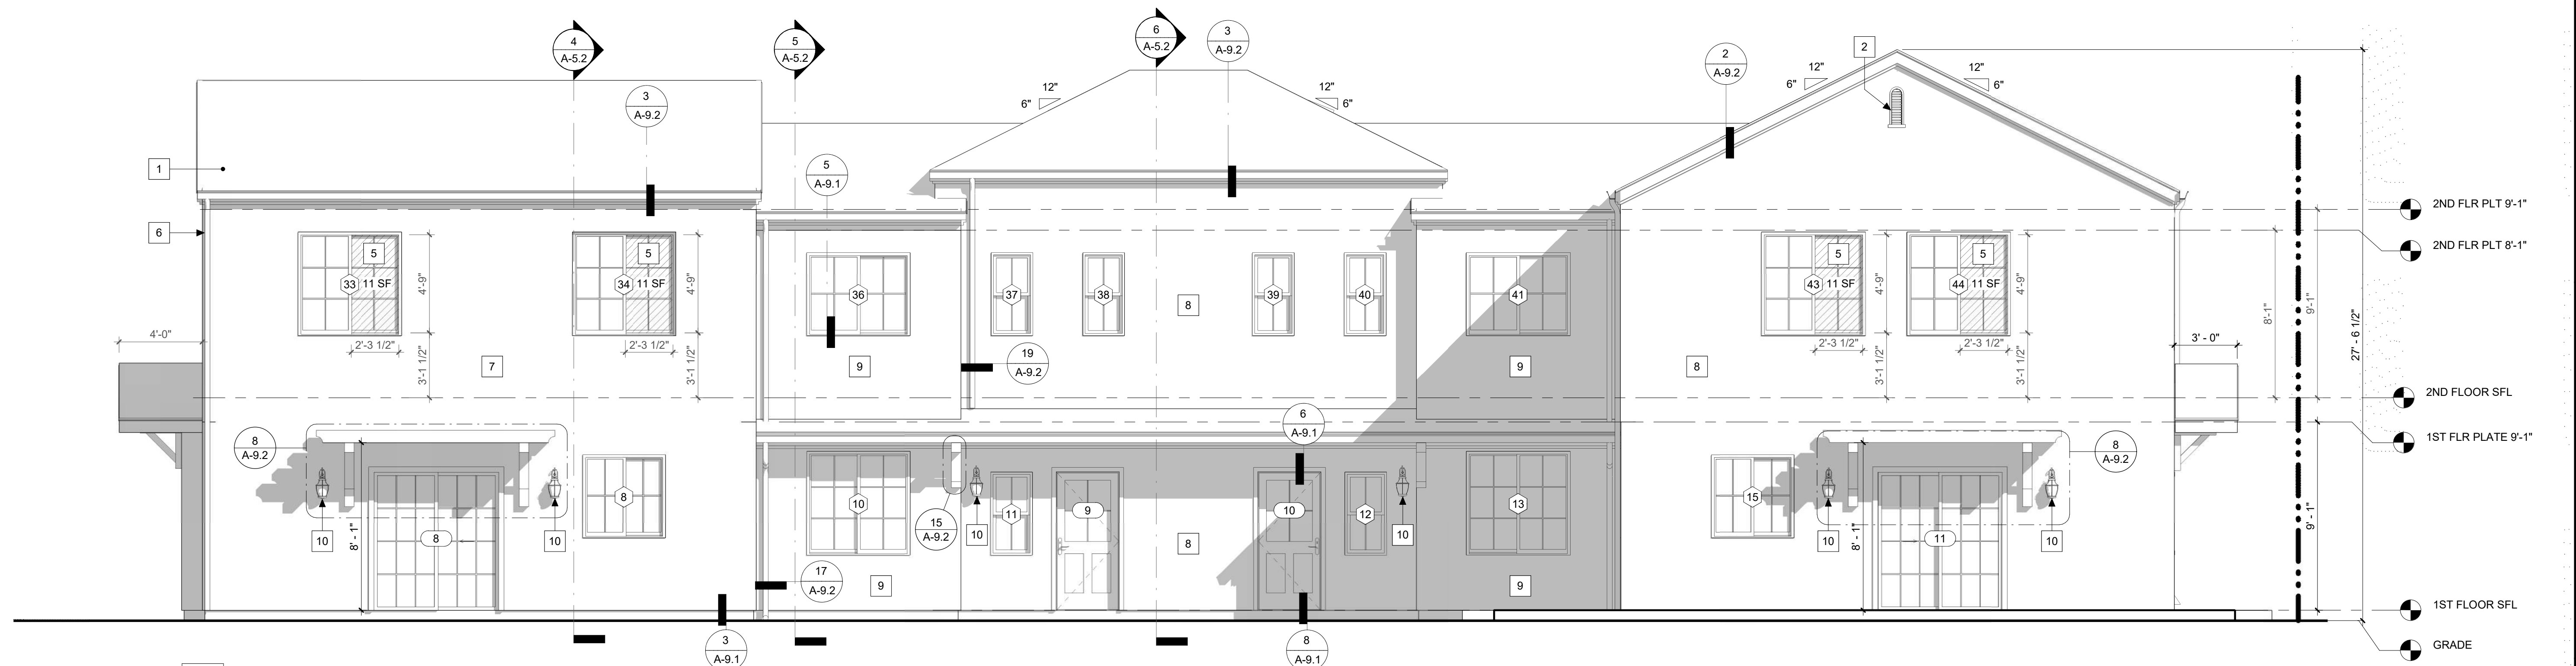 4
A-5.2
5
A-5.2
6
A-5.2
3
A-9.2
2
A-9.2
2
3
A-9.2
12"
6"
12"
6"
12"
6"
12"
6"
1
5
A-9.1
6
2ND FLR PLT 9'-1"
2ND FLR PLT 8'-1"
5
33
11 SF
4'-9"
5
34
11 SF
4'-9"
36
37
38
8
39
40
41
5
43
11 SF
4'-9"
5
44
11 SF
4'-9"
8'-1"
9'-1"
27' - 6 1/2"
4'-0"
2'-3 1/2"
3'-1 1/2"
2'-3 1/2"
3'-1 1/2"
7
9
19
A-9.2
9
8
2'-3 1/2"
3'-1 1/2"
2'-3 1/2"
3'-1 1/2"
3' - 0"
2ND FLOOR SFL
6
A-9.1
1ST FLR PLATE 9'-1"
8
A-9.2
8
A-9.2
8
10
11
9
10
12
13
15
15
A-9.2
10
8' - 1"
8
10
10
8
10
10
8' - 1"
11
10
9' - 1"
17
A-9.2
9
9
1ST FLOOR SFL
3
A-9.1
8
A-9.1
GRADE